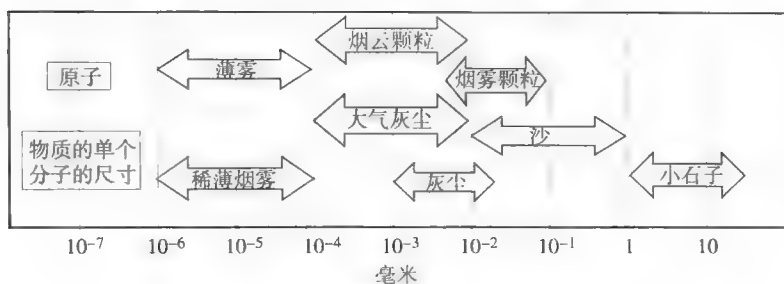 烟云颗粒
原子
薄雾
烟雾颗粒
大气灰尘
沙
物质的单个
分子的尺寸
稀薄烟雾
灰尘
小石子
10⁻⁷ 10⁻⁶ 10⁻⁵ 10⁻⁴ 10⁻³ 10⁻² 10⁻¹ 1 10
毫米